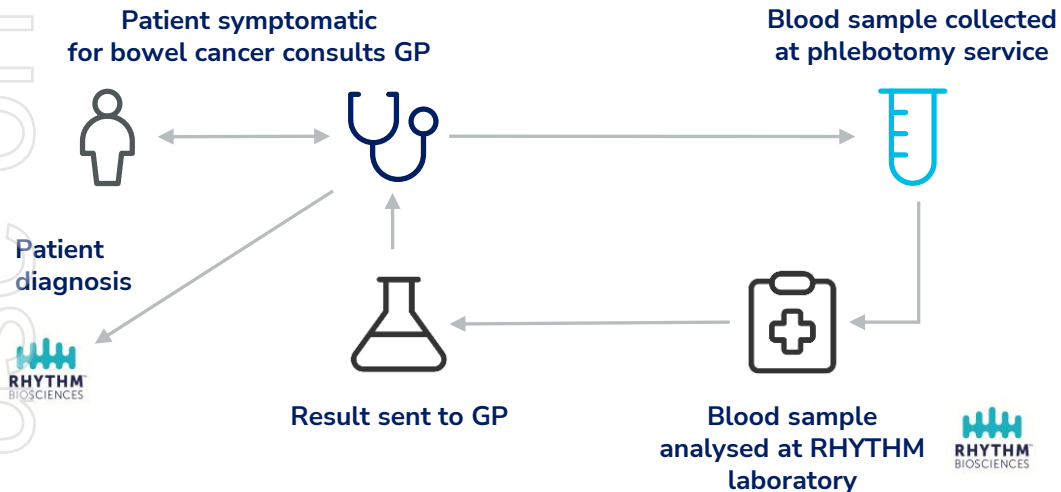 Patient symptomatic
for bowel cancer consults GP
Blood sample collected
at phlebotomy service
Patient
diagnosis
RHYTHM
BIOSCIENCES
Result sent to GP
Blood sample
analysed at RHYTHM
laboratory
RHYTHM
BIOSCIENCES